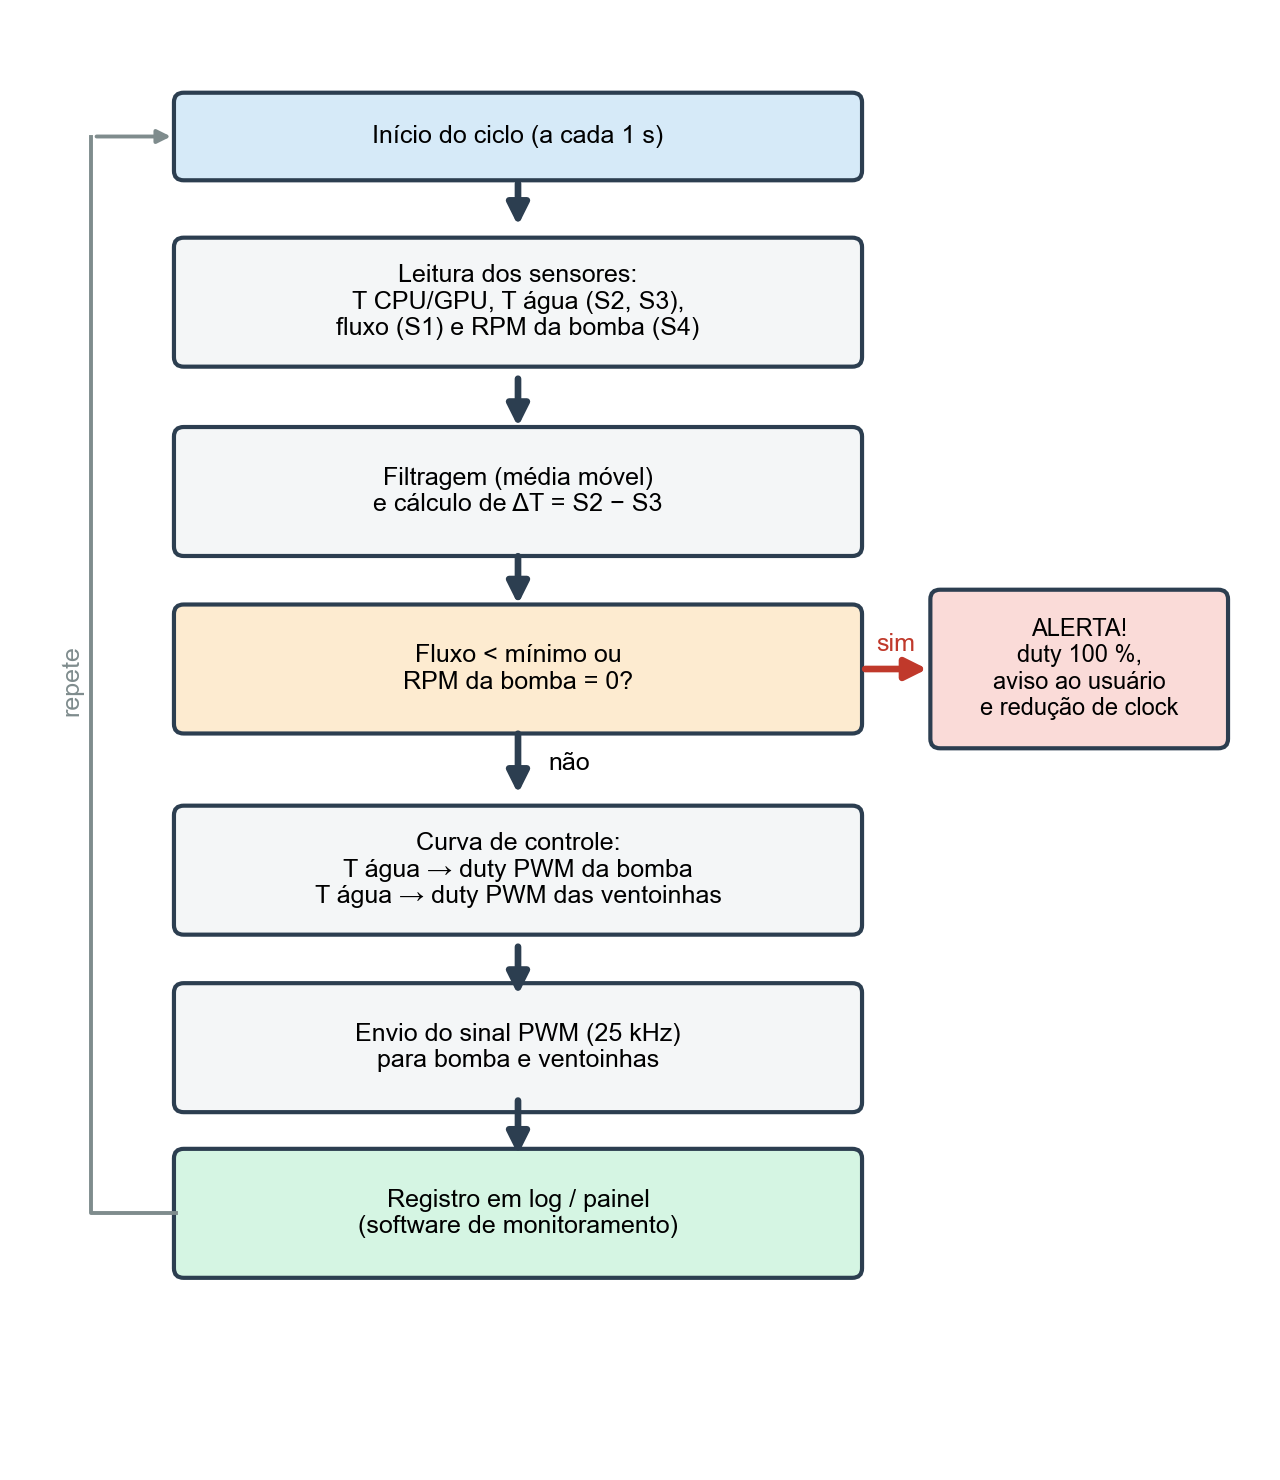 Início do ciclo (a cada 1 s)
Leitura dos sensores:
T CPU/GPU, T água (S2, S3),
fluxo (S1) e RPM da bomba (S4)
Filtragem (média móvel)
e cálculo de ΔT = S2 − S3
Fluxo < mínimo ou
RPM da bomba = 0?
sim
ALERTA!
duty 100 %,
aviso ao usuário
e redução de clock
repete
não
Curva de controle:
T água → duty PWM da bomba
T água → duty PWM das ventoinhas
Envio do sinal PWM (25 kHz)
para bomba e ventoinhas
Registro em log / painel
(software de monitoramento)